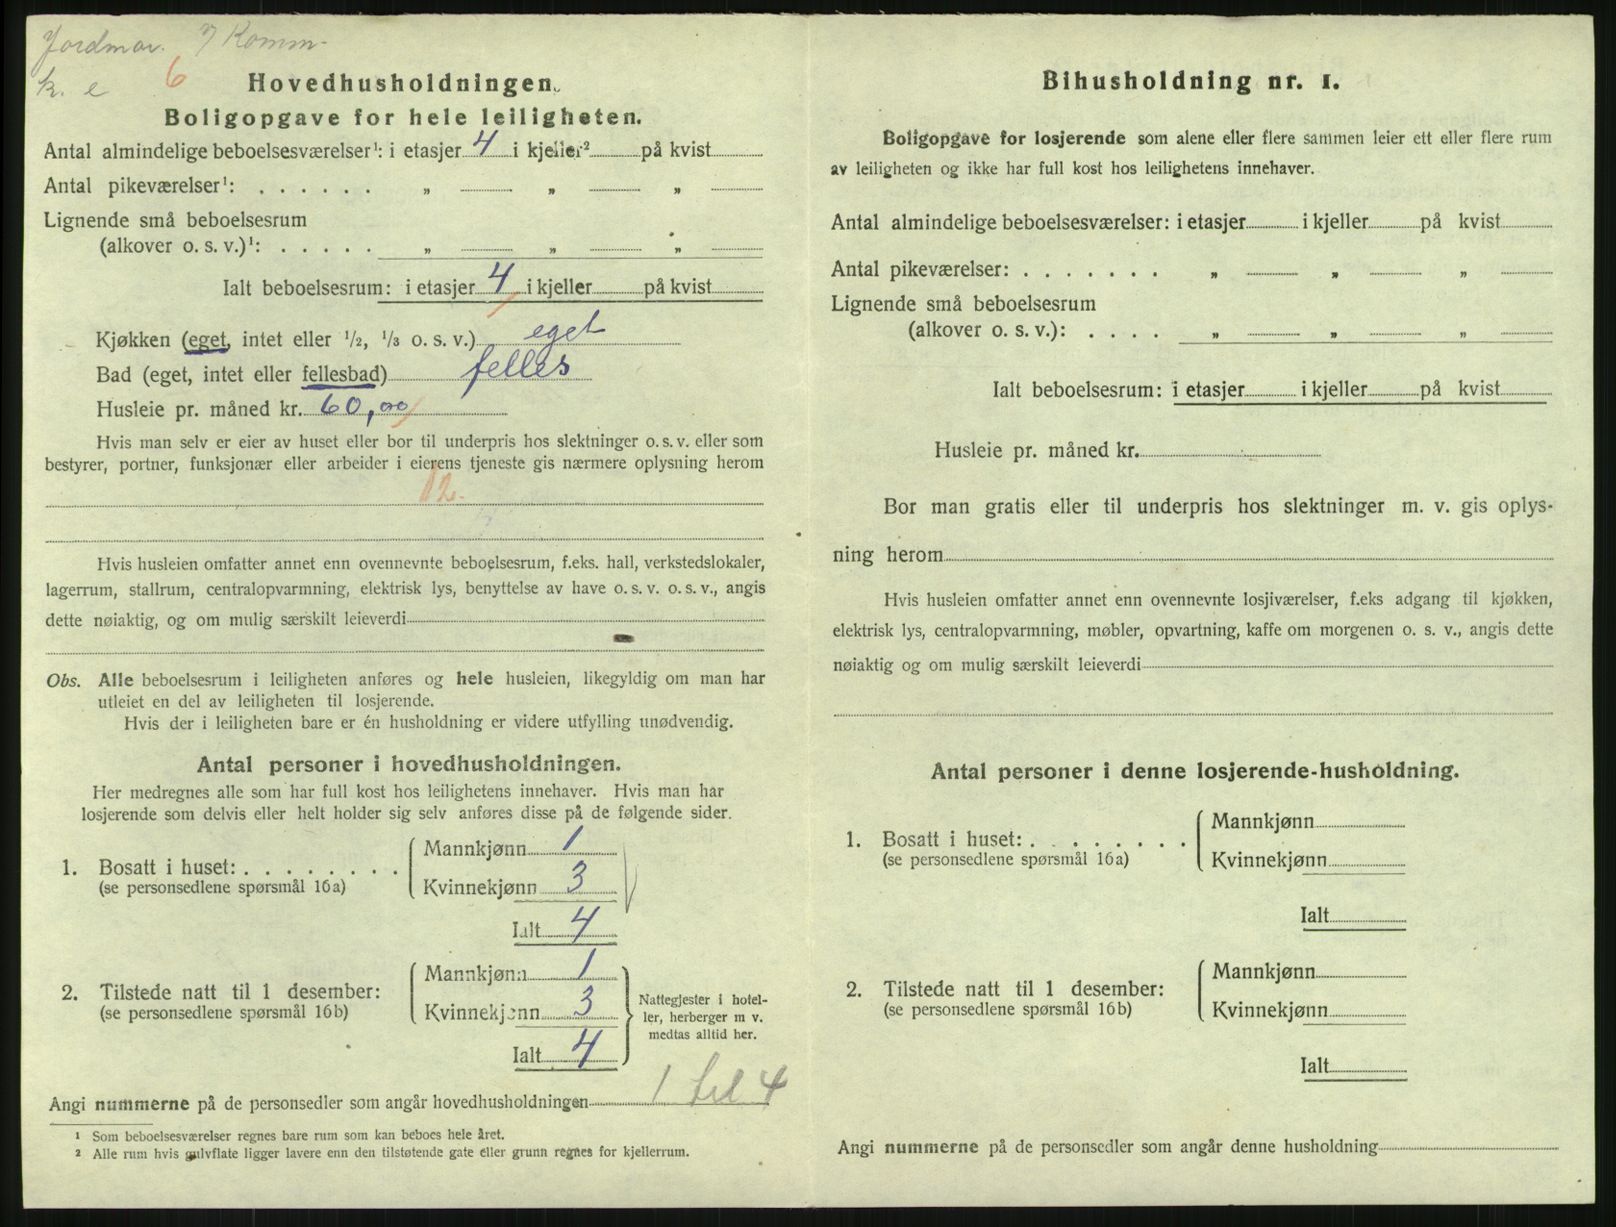 Jordmor. 7 Komm.
k. e 6
Hovedhusholdningen.
Boligopgave for hele leiligheten.
Antal almindelige beboelsesværelser¹: i etasjer 4 i kjeller² på kvist
Antal pikeværelser¹: . . . . . . „ „ „
Lignende små beboelsesrum
(alkover o. s. v.)¹: . . . . . „ „ „
Ialt beboelsesrum: i etasjer 4 i kjeller på kvist
Kjøkken (eget, intet eller ½, ⅓ o. s. v.) eget
Bad (eget, intet eller fellesbad) felles
Husleie pr. måned kr. 60,00
Hvis man selv er eier av huset eller bor til underpris hos slektninger o. s. v. eller som
bestyrer, portner, funksjonær eller arbeider i eierens tjeneste gis nærmere oplysning herom
12.
Hvis husleien omfatter annet enn ovennevnte beboelsesrum, f.eks. hall, verkstedslokaler,
lagerrum, stallrum, centralopvarmning, elektrisk lys, benyttelse av have o. s. v. o. s. v., angis
dette nøiaktig, og om mulig særskilt leieverdi
Obs. Alle beboelsesrum i leiligheten anføres og hele husleien, likegyldig om man har
utleiet en del av leiligheten til losjerende.
Hvis der i leiligheten bare er én husholdning er videre utfylling unødvendig.
Antal personer i hovedhusholdningen.
Her medregnes alle som har full kost hos leilighetens innehaver. Hvis man har
losjerende som delvis eller helt holder sig selv anføres disse på de følgende sider.
1. Bosatt i huset: . . . . . . . .
(se personsedlene spørsmål 16a)
Mannkjønn 1
Kvinnekjønn 3
Ialt 4
2. Tilstede natt til 1 desember:
(se personsedlene spørsmål 16b)
Mannkjønn 1
Kvinnekjønn 3
Ialt 4
Nattegjester i hotel-
ler, herberger m v.
medtas alltid her.
Angi nummerne på de personsedler som angår hovedhusholdningen 1 til 4
¹ Som beboelsesværelser regnes bare rum som kan beboes hele året.
² Alle rum hvis gulvflate ligger lavere enn den tilstøtende gate eller grunn regnes for kjellerrum.
Bihusholdning nr. 1.
Boligopgave for losjerende som alene eller flere sammen leier ett eller flere rum
av leiligheten og ikke har full kost hos leilighetens innehaver.
Antal almindelige beboelsesværelser: i etasjer i kjeller på kvist
Antal pikeværelser: . . . . . . . „ „ „
Lignende små beboelsesrum
(alkover o. s. v.): . . . . „ „ „
Ialt beboelsesrum: i etasjer i kjeller på kvist
Husleie pr. måned kr.
Bor man gratis eller til underpris hos slektninger m. v. gis oplys-
ning herom
Hvis husleien omfatter annet enn ovennevnte losjiværelser, f.eks adgang til kjøkken,
elektrisk lys, centralopvarmning, møbler, opvartning, kaffe om morgenen o. s. v., angis dette
nøiaktig og om mulig særskilt leieverdi
Antal personer i denne losjerende-husholdning.
1. Bosatt i huset: . . . . . . .
(se personsedlene spørsmål 16a)
Mannkjønn
Kvinnekjønn
Ialt
2. Tilstede natt til 1 desember:
(se personsedlene spørsmål 16b)
Mannkjønn
Kvinnekjønn
Ialt
Angi nummerne på de personsedler som angår denne husholdning